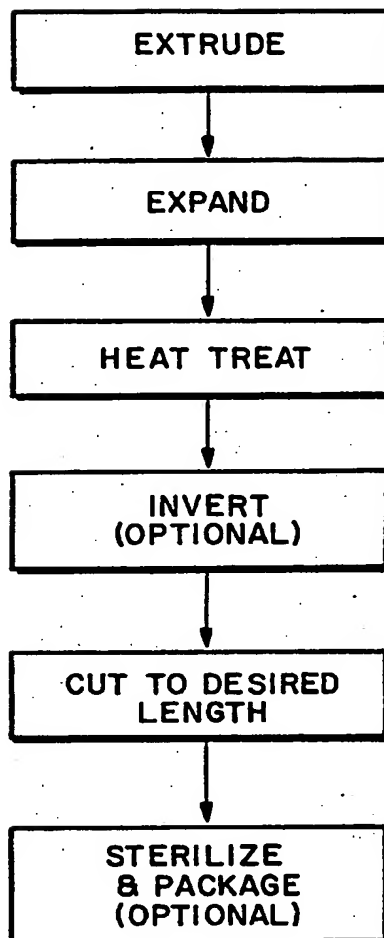 EXTRUDE
EXPAND
HEAT TREAT
INVERT
(OPTIONAL)
CUT TO DESIRED
LENGTH
STERILIZE
& PACKAGE
(OPTIONAL)